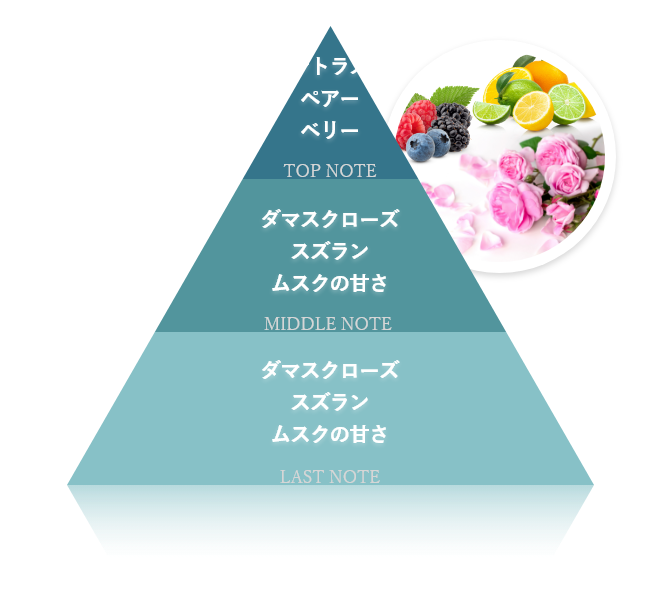 トラ
ペアー
ベリー
TOP NOTE
ダマスクローズ
スズラン
ムスクの甘さ
MIDDLE NOTE
ダマスクローズ
スズラン
ムスクの甘さ
LAST NOTE